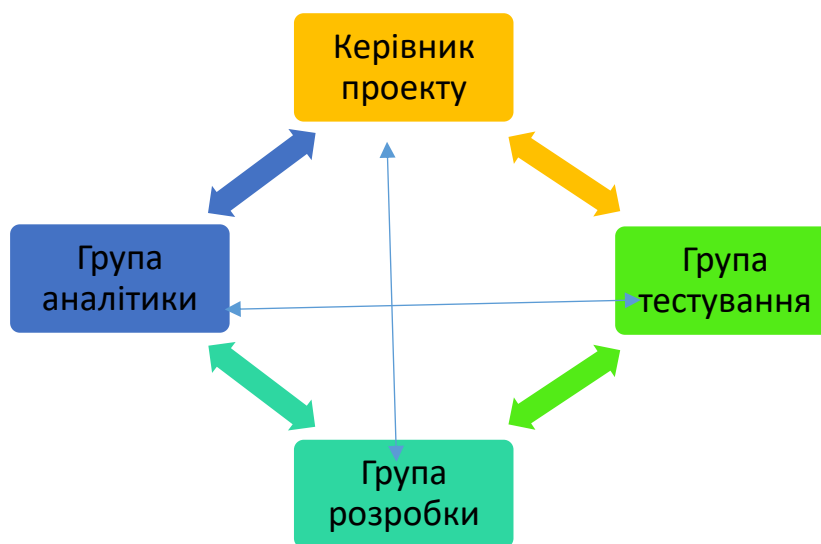 Керівник
проекту
Група
аналітики
Група
тестування
Група
розробки